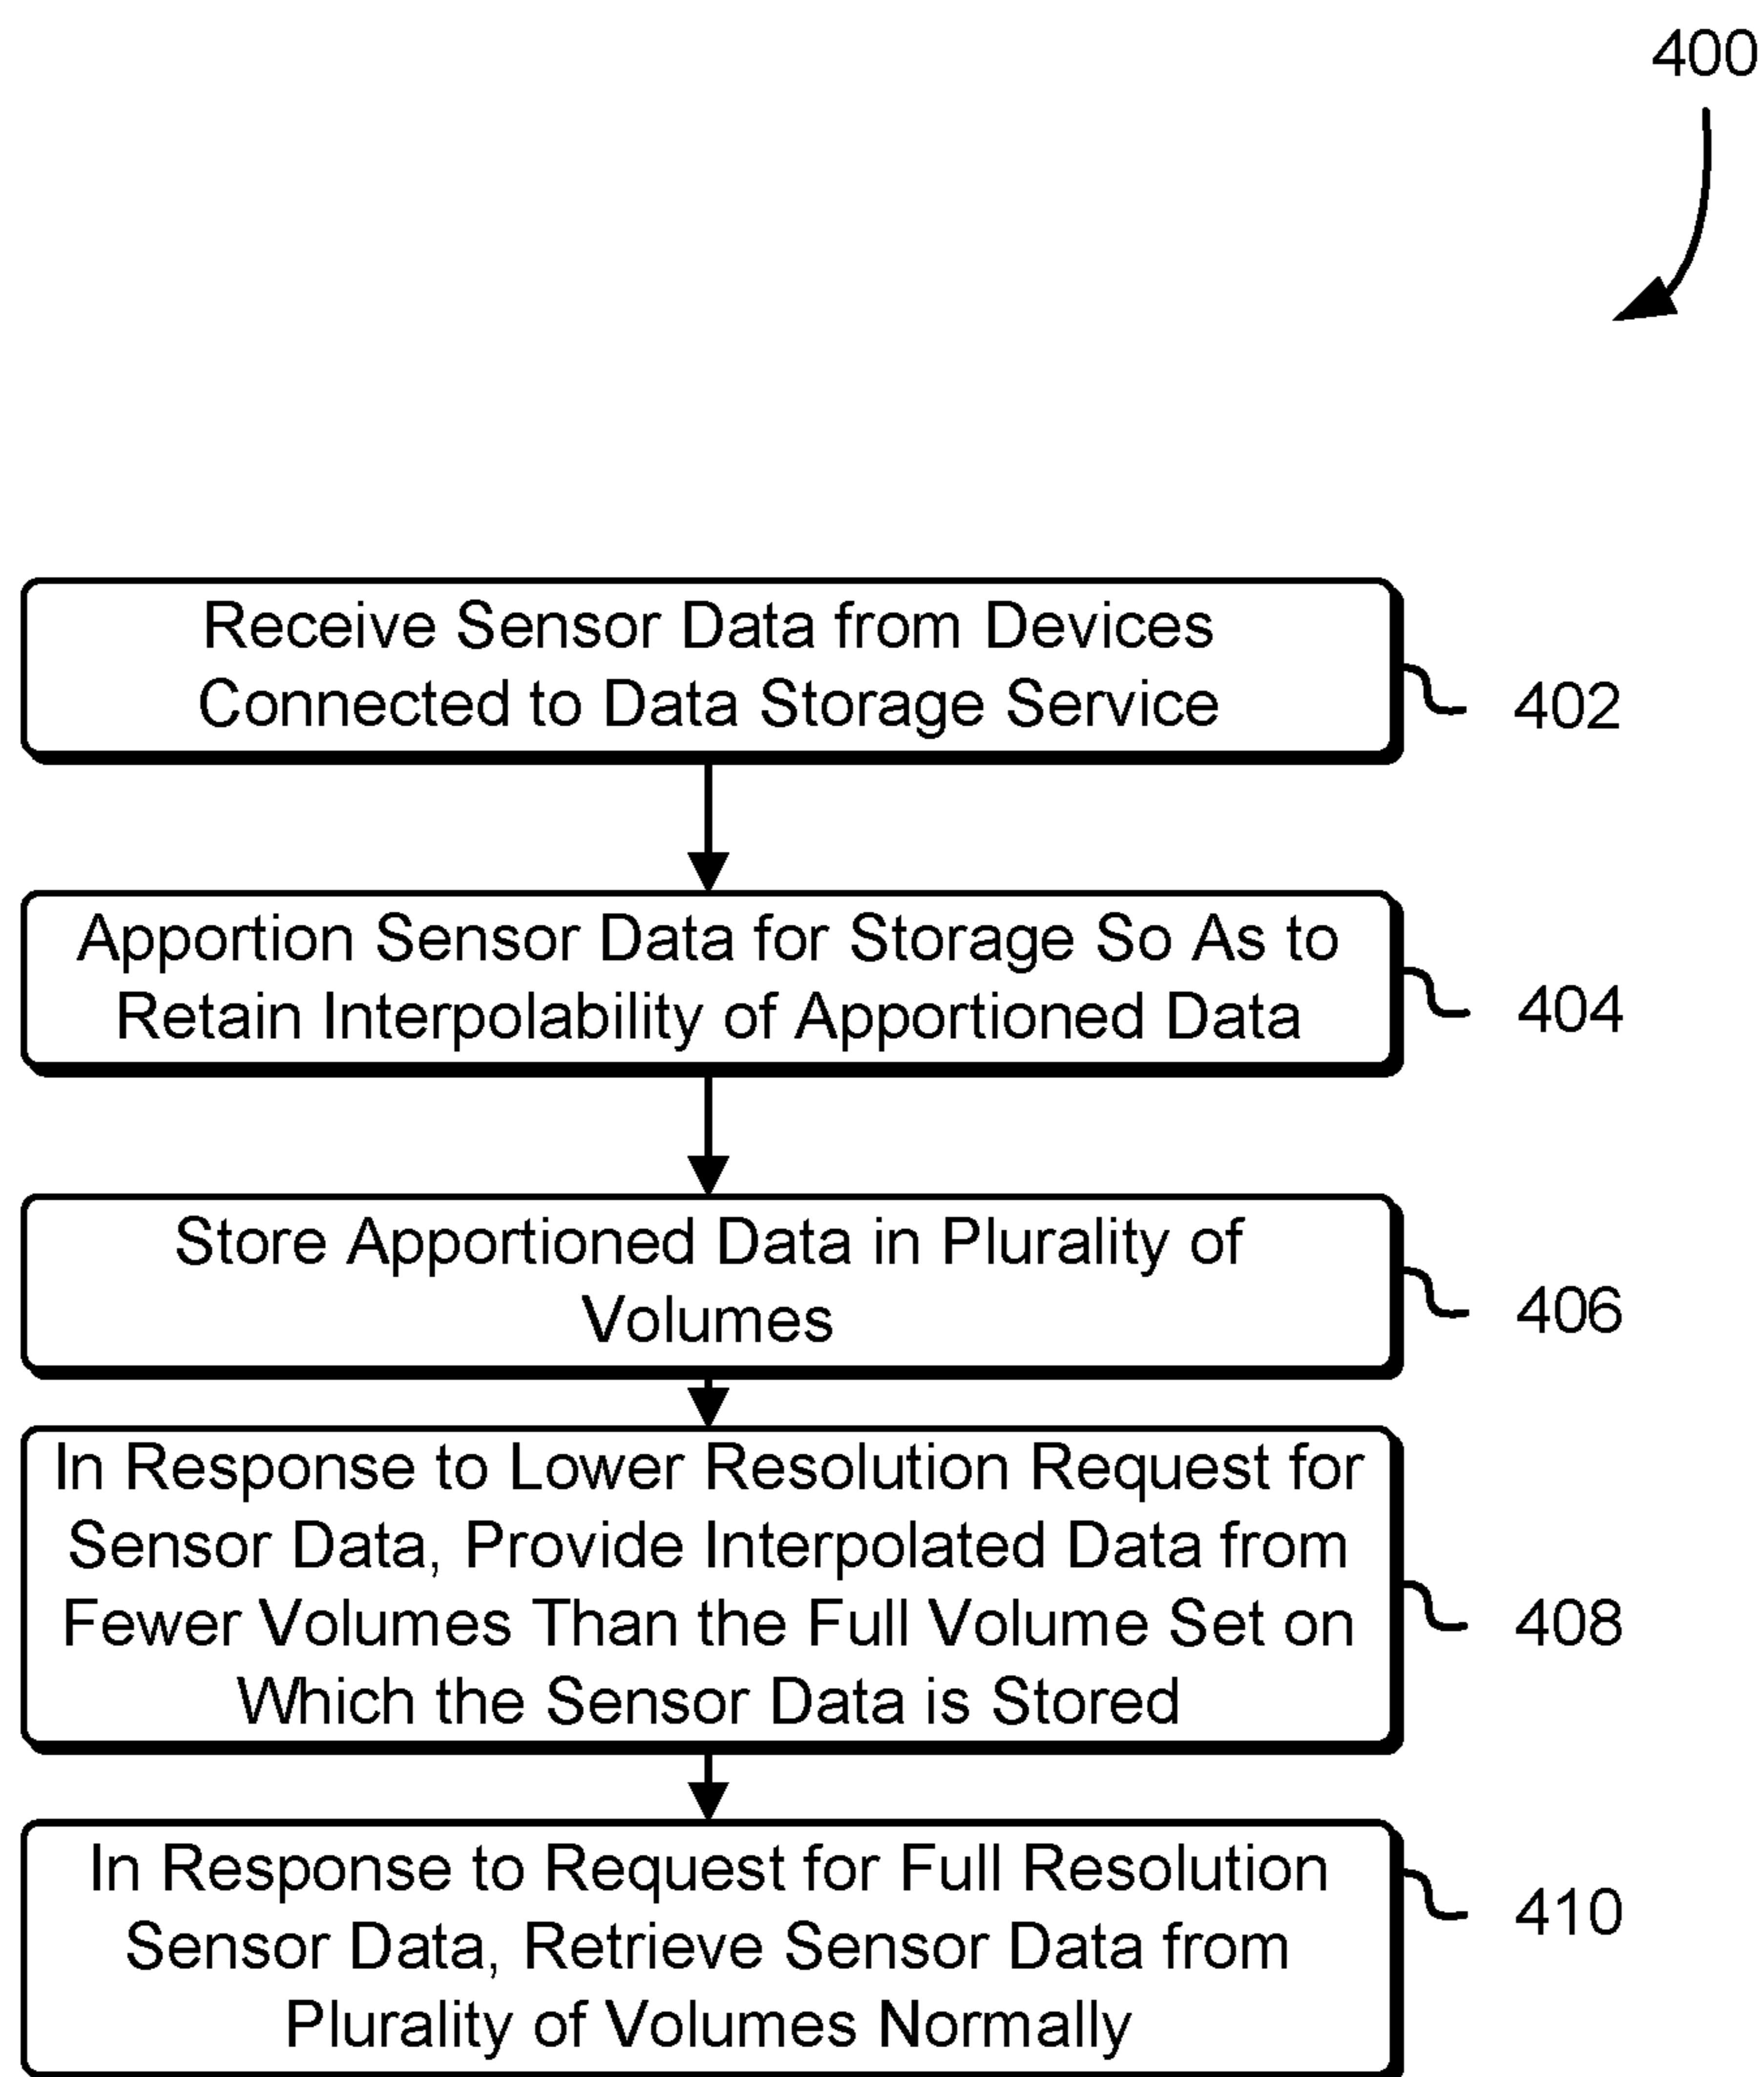 400
Receive Sensor Data from Devices
Connected to Data Storage Service
402
Apportion Sensor Data for Storage So As to
Retain Interpolability of Apportioned Data
404
Store Apportioned Data in Plurality of
Volumes
406
In Response to Lower Resolution Request for
Sensor Data, Provide Interpolated Data from
Fewer Volumes Than the Full Volume Set on
Which the Sensor Data is Stored
408
In Response to Request for Full Resolution
Sensor Data, Retrieve Sensor Data from
Plurality of Volumes Normally
410